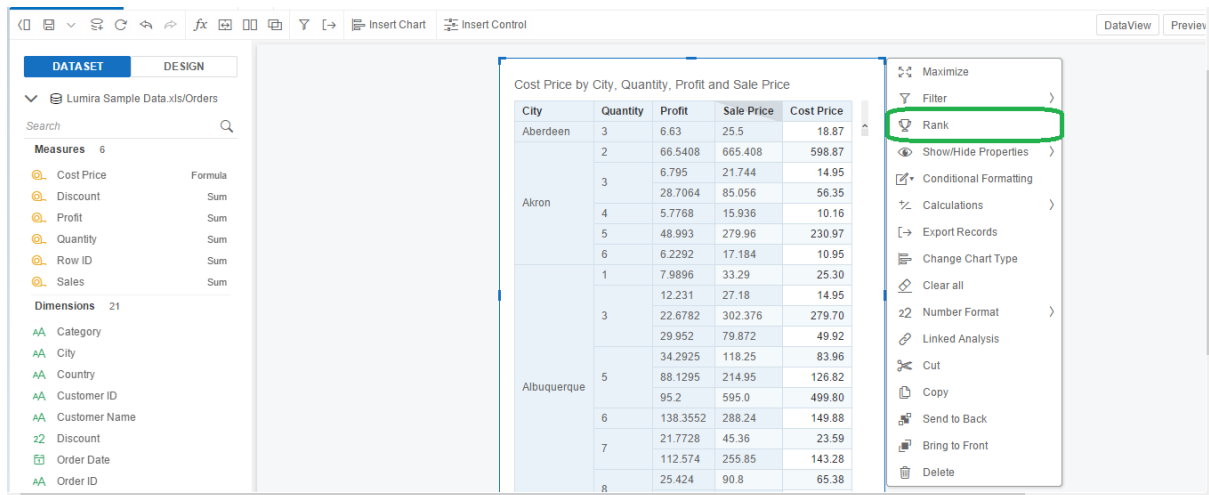 fx Insert Chart Insert Control DataView Preview
DATASET DESIGN
Lumira Sample Data.xls/Orders
Search
Measures 6
Cost Price Formula
Discount Sum
Profit Sum
Quantity Sum
Row ID Sum
Sales Sum
Dimensions 21
AA Category
AA City
AA Country
AA Customer ID
AA Customer Name
22 Discount
Order Date
AA Order ID
Cost Price by City, Quantity, Profit and Sale Price
City Quantity Profit Sale Price Cost Price
Aberdeen 3 6.63 25.5 18.87
Akron 2 66.5408 665.408 598.87
3 6.795 21.744 14.95
28.7064 85.056 56.35
4 5.7768 15.936 10.16
5 48.993 279.96 230.97
6 6.2292 17.184 10.95
Albuquerque 1 7.9896 33.29 25.30
3 12.231 27.18 14.95
22.6782 302.376 279.70
29.952 79.872 49.92
5 34.2925 118.25 83.96
88.1295 214.95 126.82
95.2 595.0 499.80
6 138.3552 288.24 149.88
7 21.7728 45.36 23.59
112.574 255.85 143.28
8 25.424 90.8 65.38
Maximize
Filter
Rank
Show/Hide Properties
Conditional Formatting
Calculations
Export Records
Change Chart Type
Clear all
22 Number Format
Linked Analysis
Cut
Copy
Send to Back
Bring to Front
Delete